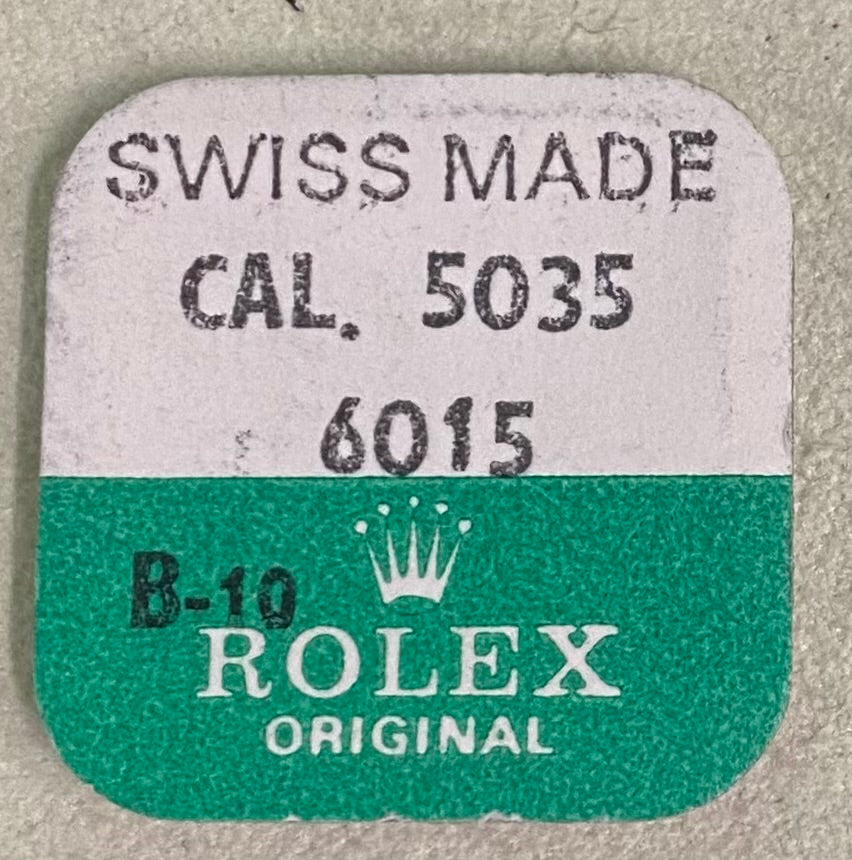 SWISS MADE
CAL. 5035
6015
B-10
ROLEX
ORIGINAL